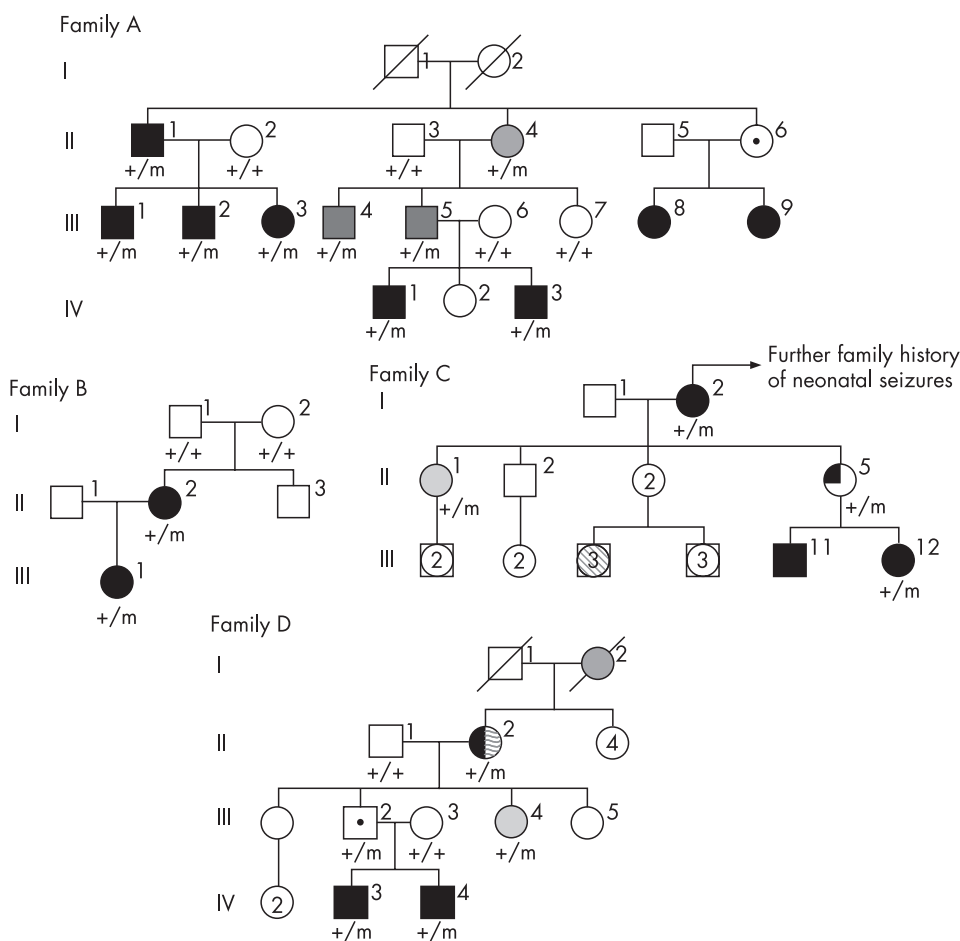 Family A
I
1
2
II
1
2
3
4
5
6
+/m
+/+
+/+
+/m
III
1
2
3
4
5
6
7
8
9
+/m
+/m
+/m
+/m
+/m
+/+
+/+
IV
1
2
3
+/m
+/m
Family B
I
1
2
+/+
+/+
II
1
2
3
+/m
III
1
+/m
Family C
Further family history
of neonatal seizures
I
1
2
+/m
II
1
2
2
5
+/m
+/m
III
2
2
3
3
11
12
+/m
Family D
I
1
2
II
1
2
4
+/+
+/m
III
2
3
4
5
+/m
+/+
+/m
IV
2
3
4
+/m
+/m